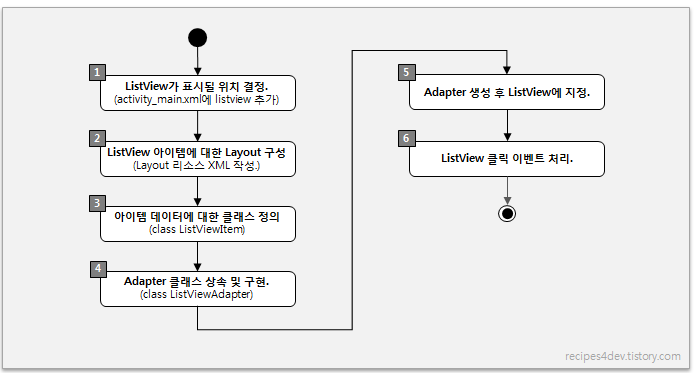 1
ListView가 표시될 위치 결정.
(activity_main.xml에 listview 추가)
2
ListView 아이템에 대한 Layout 구성
(Layout 리소스 XML 작성.)
3
아이템 데이터에 대한 클래스 정의
(class ListViewItem)
4
Adapter 클래스 상속 및 구현.
(class ListViewAdapter)
5
Adapter 생성 후 ListView에 지정.
6
ListView 클릭 이벤트 처리.
recipes4dev.tistory.com